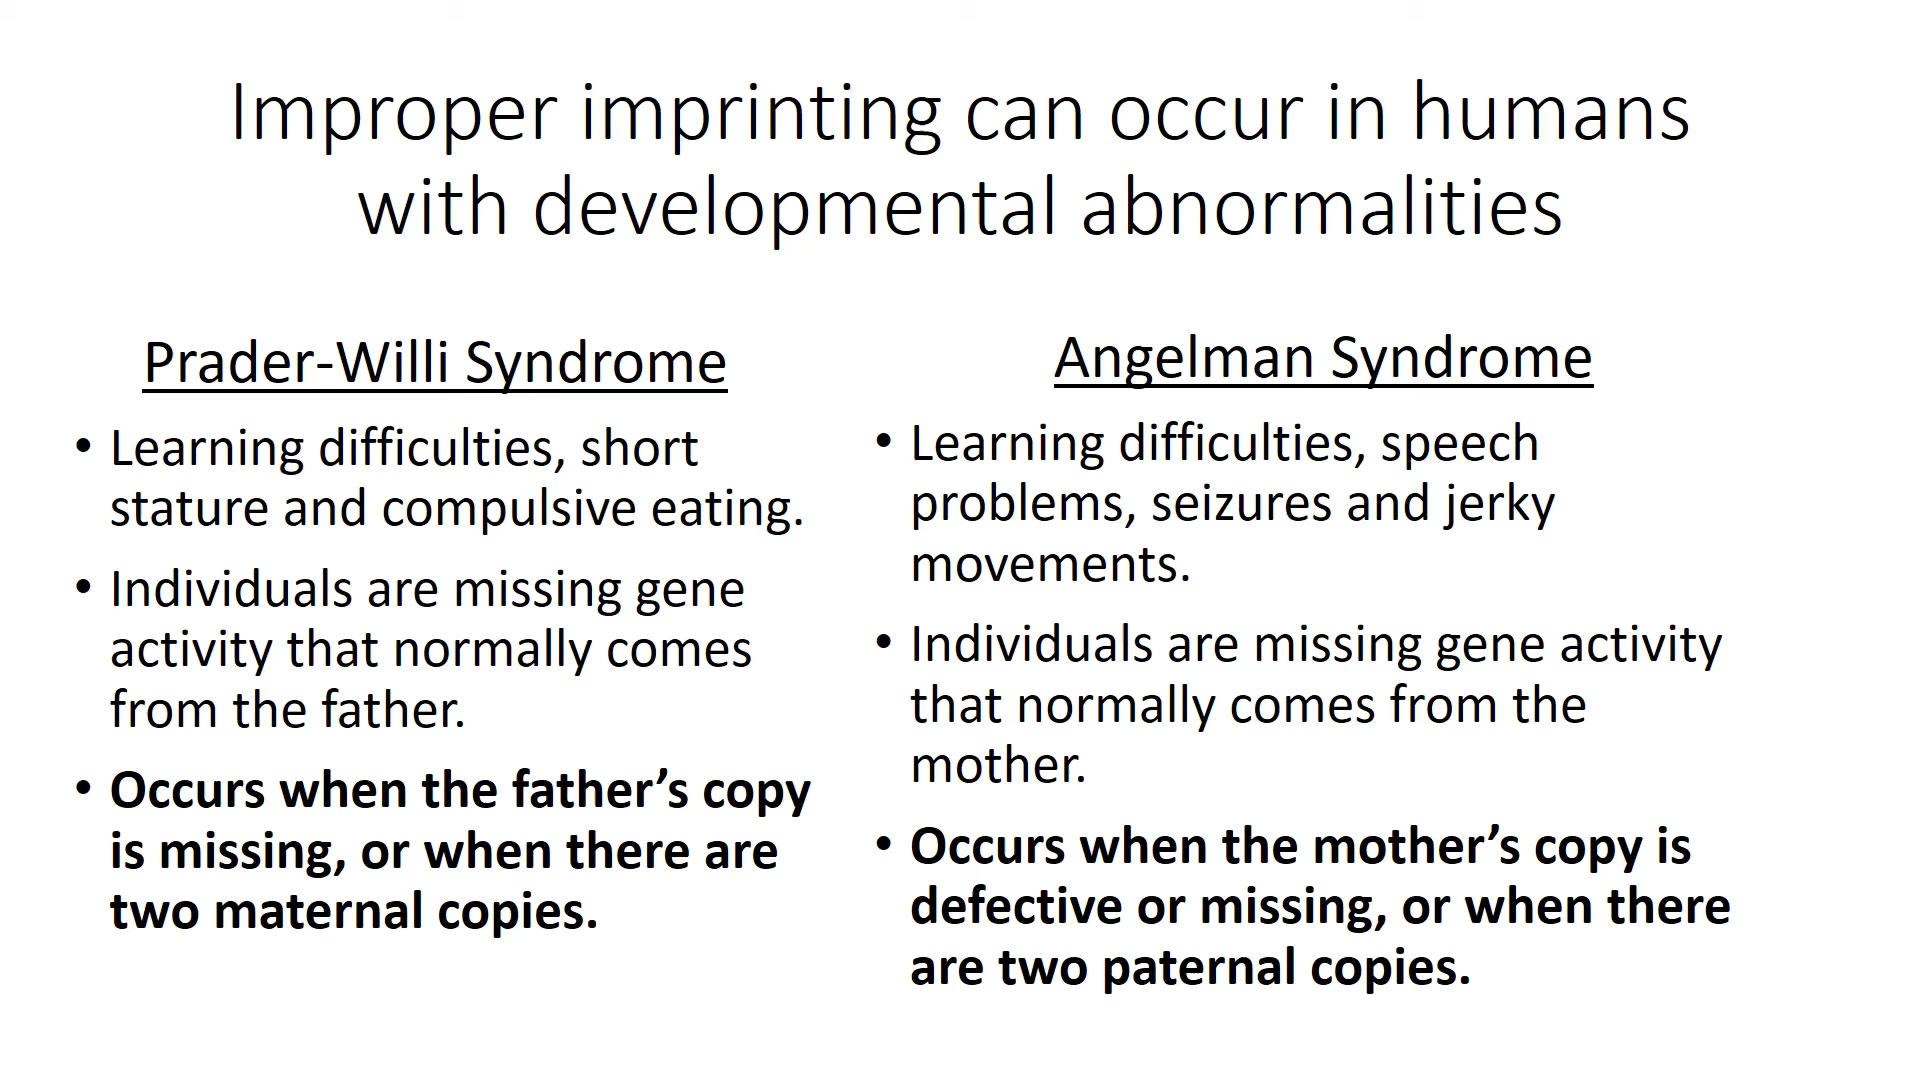 Improper imprinting can occur in humans
with developmental abnormalities
Prader-Willi Syndrome
• Learning difficulties, short
stature and compulsive eating.
• Individuals are missing gene
activity that normally comes
from the father.
• Occurs when the father’s copy
is missing, or when there are
two maternal copies.
Angelman Syndrome
• Learning difficulties, speech
problems, seizures and jerky
movements.
• Individuals are missing gene activity
that normally comes from the
mother.
• Occurs when the mother’s copy is
defective or missing, or when there
are two paternal copies.